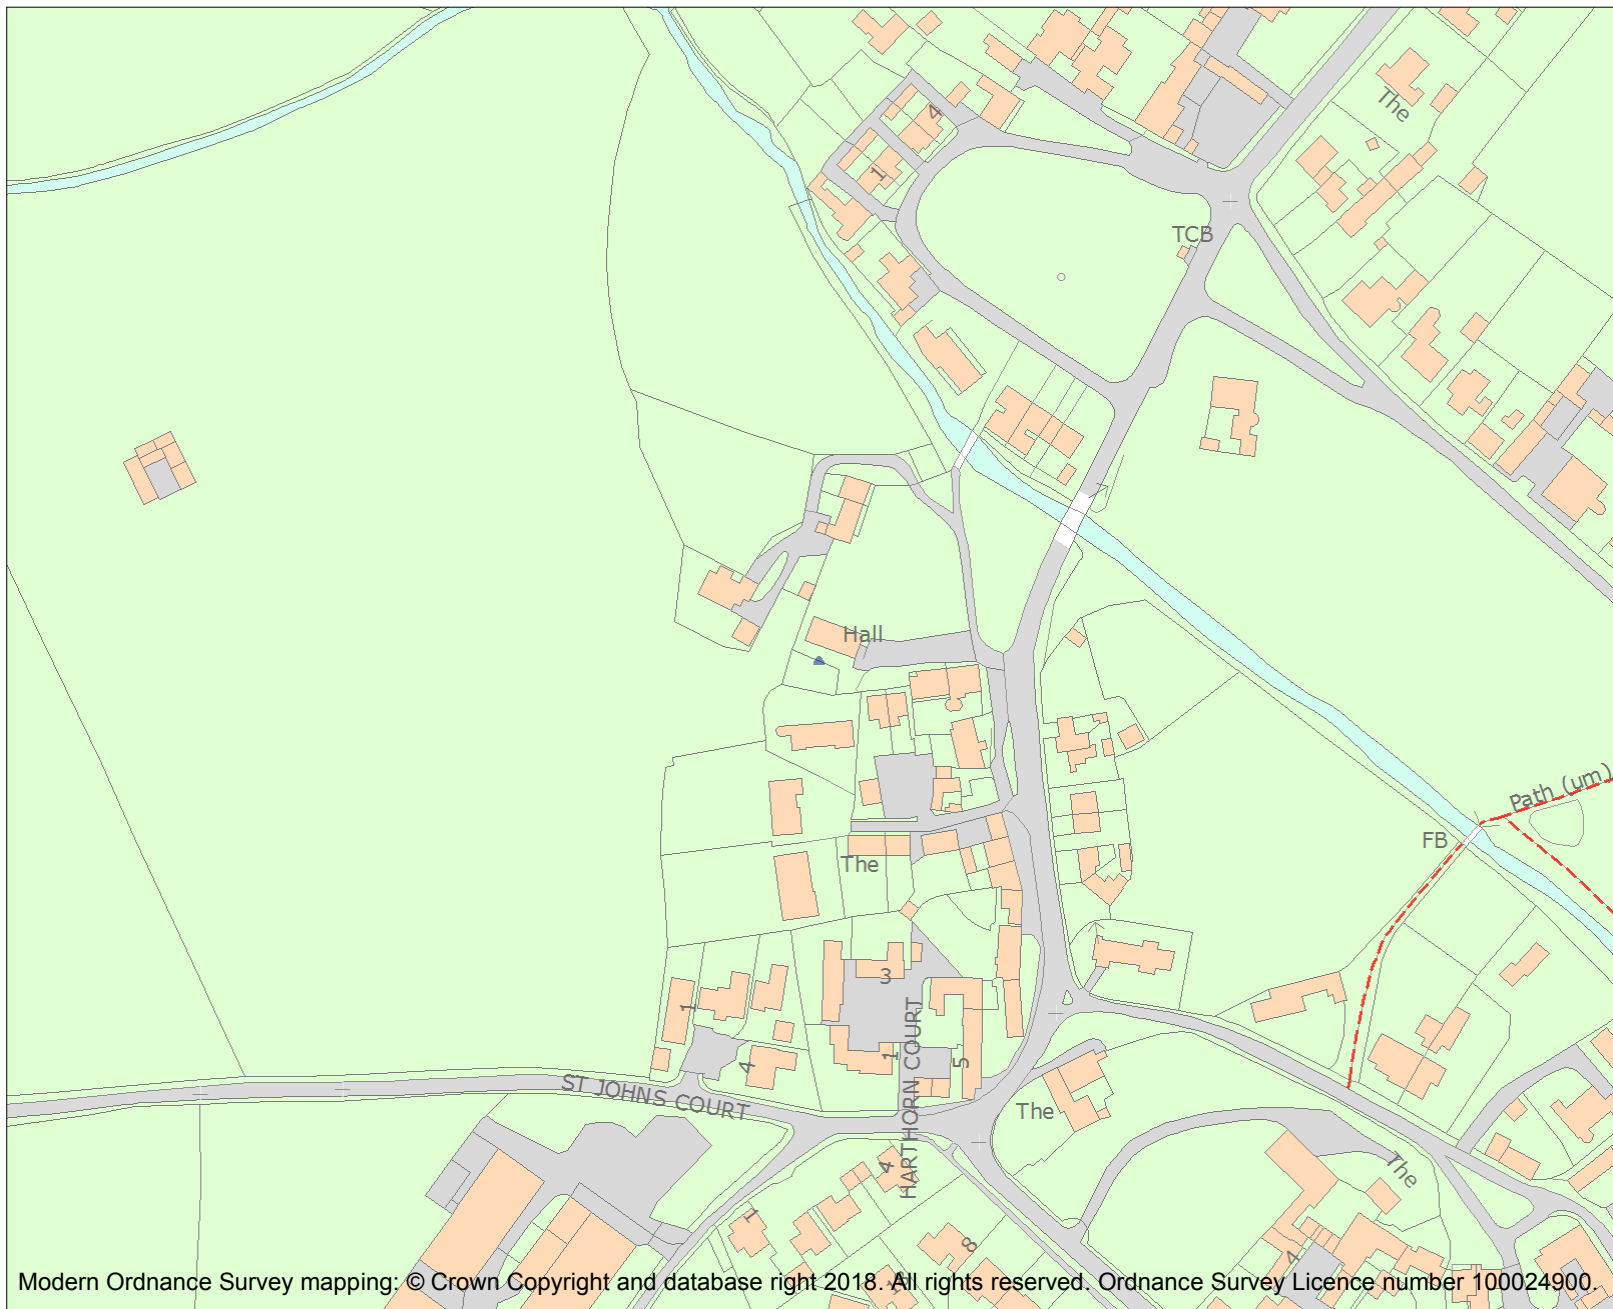 The
4
1
TCB
Hall
Path (um)
FB
The
3
1
ST JOHNS COURT
4
1
HARTHORN COURT
5
The
The
4
1
8
4
Modern Ordnance Survey mapping: © Crown Copyright and database right 2018. All rights reserved. Ordnance Survey Licence number 100024900.